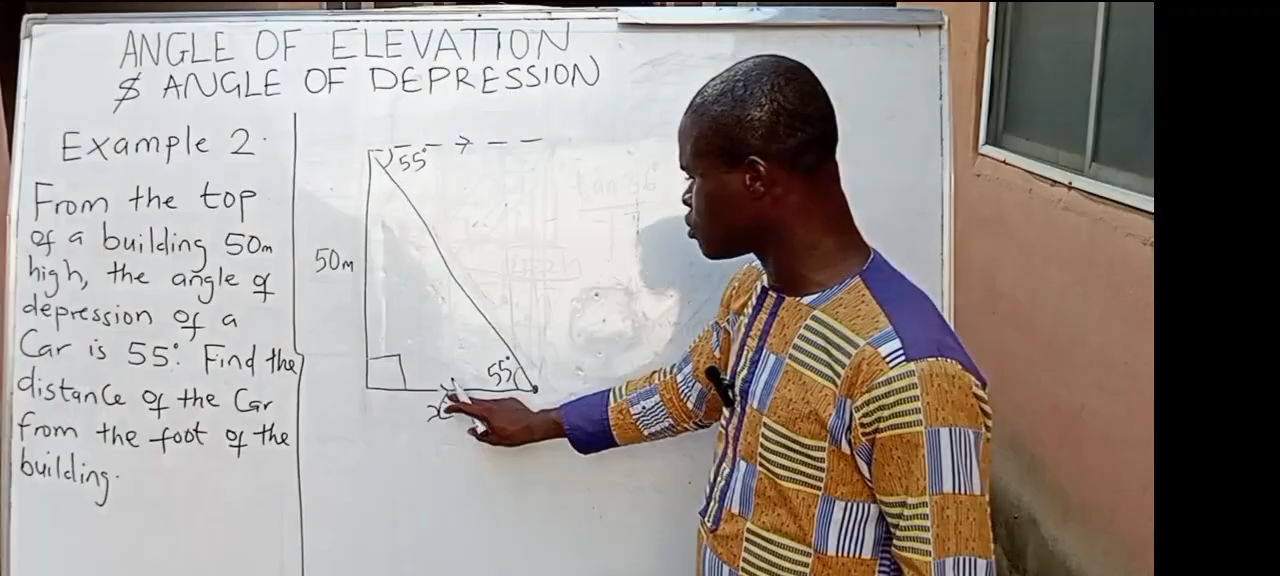 ANGLE OF ELEVATION
& ANGLE OF DEPRESSION
Example 2.
From the top
of a building 50m
high, the angle of
depression of a
Car is 55°. Find the
distance of the Car
from the foot of the
building.
55°
50m
55°
x